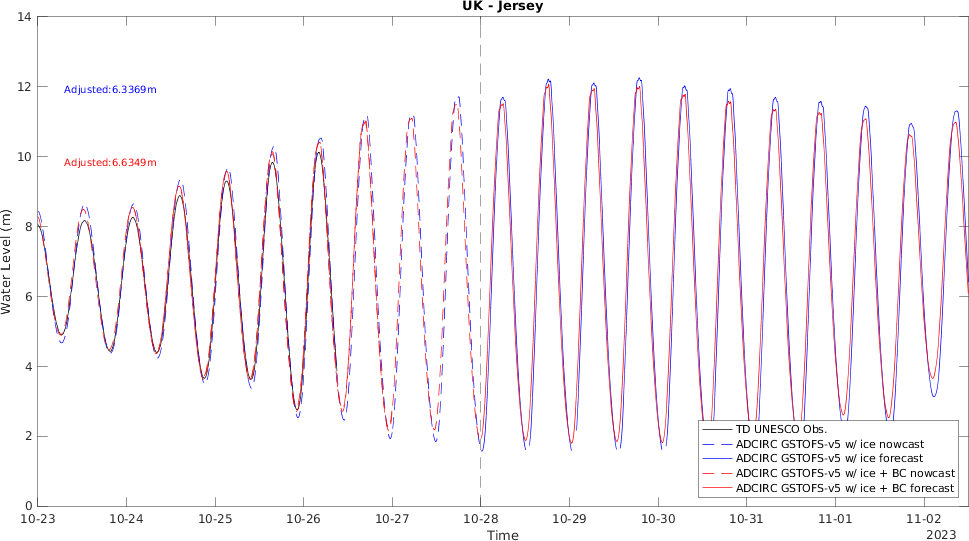 UK - Jersey
14
12
10
8
6
4
2
0
Water Level (m)
Adjusted:6.3369m
Adjusted:6.6349m
TD UNESCO Obs.
ADCIRC GSTOFS-v5 w/ ice nowcast
ADCIRC GSTOFS-v5 w/ ice forecast
ADCIRC GSTOFS-v5 w/ ice + BC nowcast
ADCIRC GSTOFS-v5 w/ ice + BC forecast
10-23 10-24 10-25 10-26 10-27 10-28 10-29 10-30 10-31 11-01 11-02
Time
2023